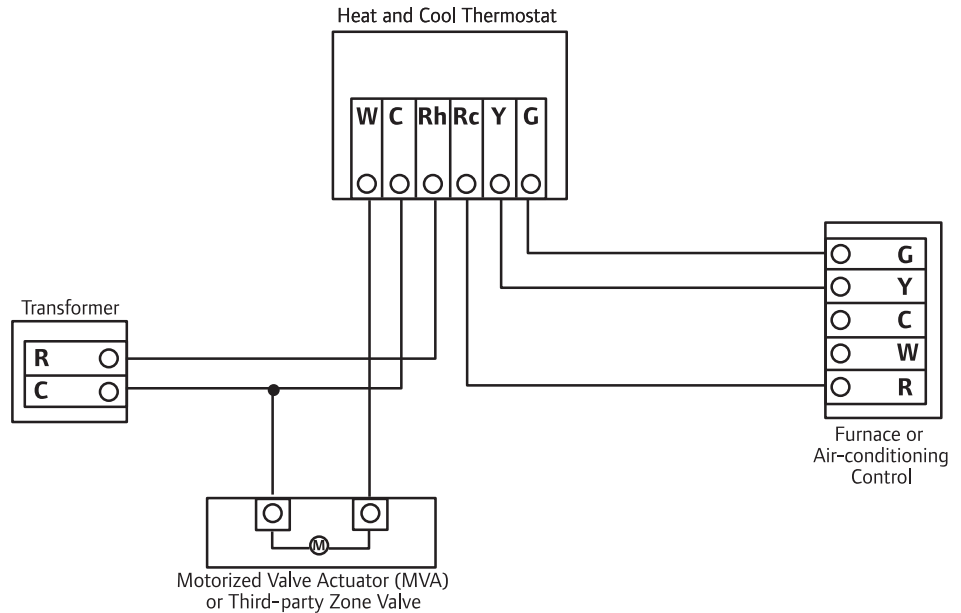 Heat and Cool Thermostat
W C Rh Rc Y G
Transformer
R
C
G
Y
C
W
R
Furnace or
Air-conditioning
Control
M
Motorized Valve Actuator (MVA)
or Third-party Zone Valve